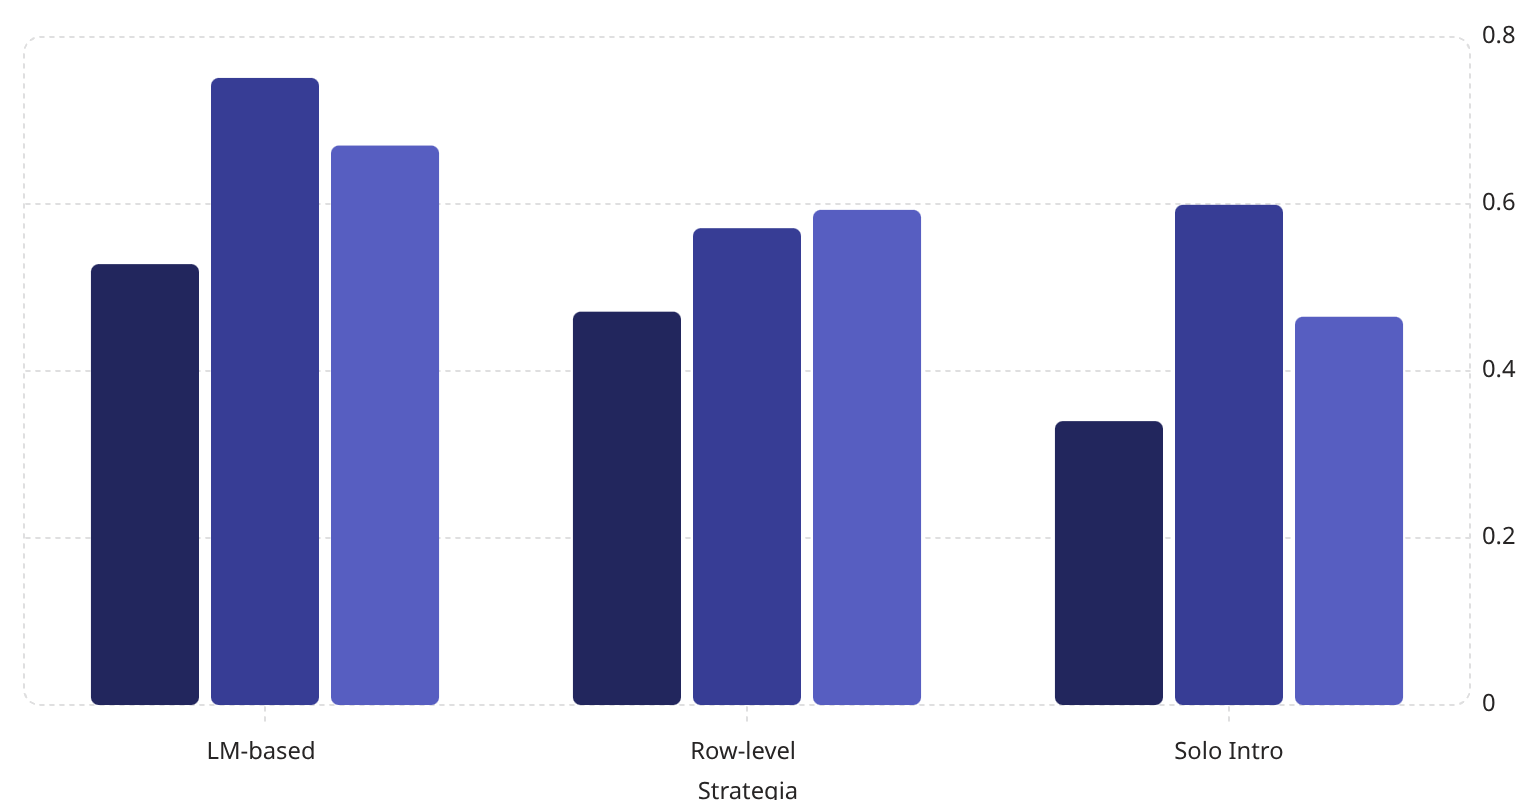 0.8
0.6
0.4
0.2
0
LM-based
Row-level
Solo Intro
Strategia